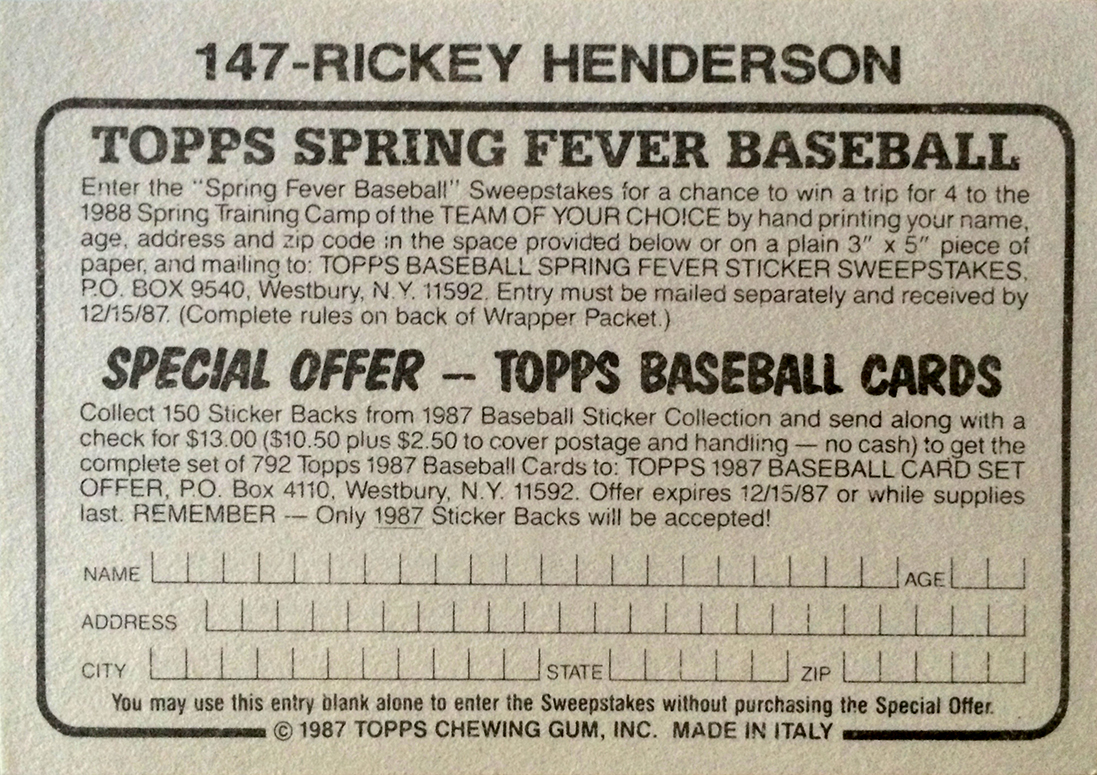 147-RICKEY HENDERSON
TOPPS SPRING FEVER BASEBALL
Enter the "Spring Fever Baseball" Sweepstakes for a chance to win a trip for 4 to the
1988 Spring Training Camp of the TEAM OF YOUR CHOICE by hand printing your name,
age, address and zip code in the space provided below or on a plain 3" x 5" piece of
paper, and mailing to: TOPPS BASEBALL SPRING FEVER STICKER SWEEPSTAKES,
P.O. BOX 9540, Westbury, N.Y. 11592. Entry must be mailed separately and received by
12/15/87. (Complete rules on back of Wrapper Packet.)
SPECIAL OFFER — TOPPS BASEBALL CARDS
Collect 150 Sticker Backs from 1987 Baseball Sticker Collection and send along with a
check for $13.00 ($10.50 plus $2.50 to cover postage and handling — no cash) to get the
complete set of 792 Topps 1987 Baseball Cards to: TOPPS 1987 BASEBALL CARD SET
OFFER, P.O. Box 4110, Westbury, N.Y. 11592. Offer expires 12/15/87 or while supplies
last. REMEMBER — Only 1987 Sticker Backs will be accepted!
NAME AGE
ADDRESS
CITY STATE ZIP
You may use this entry blank alone to enter the Sweepstakes without purchasing the Special Offer.
© 1987 TOPPS CHEWING GUM, INC. MADE IN ITALY